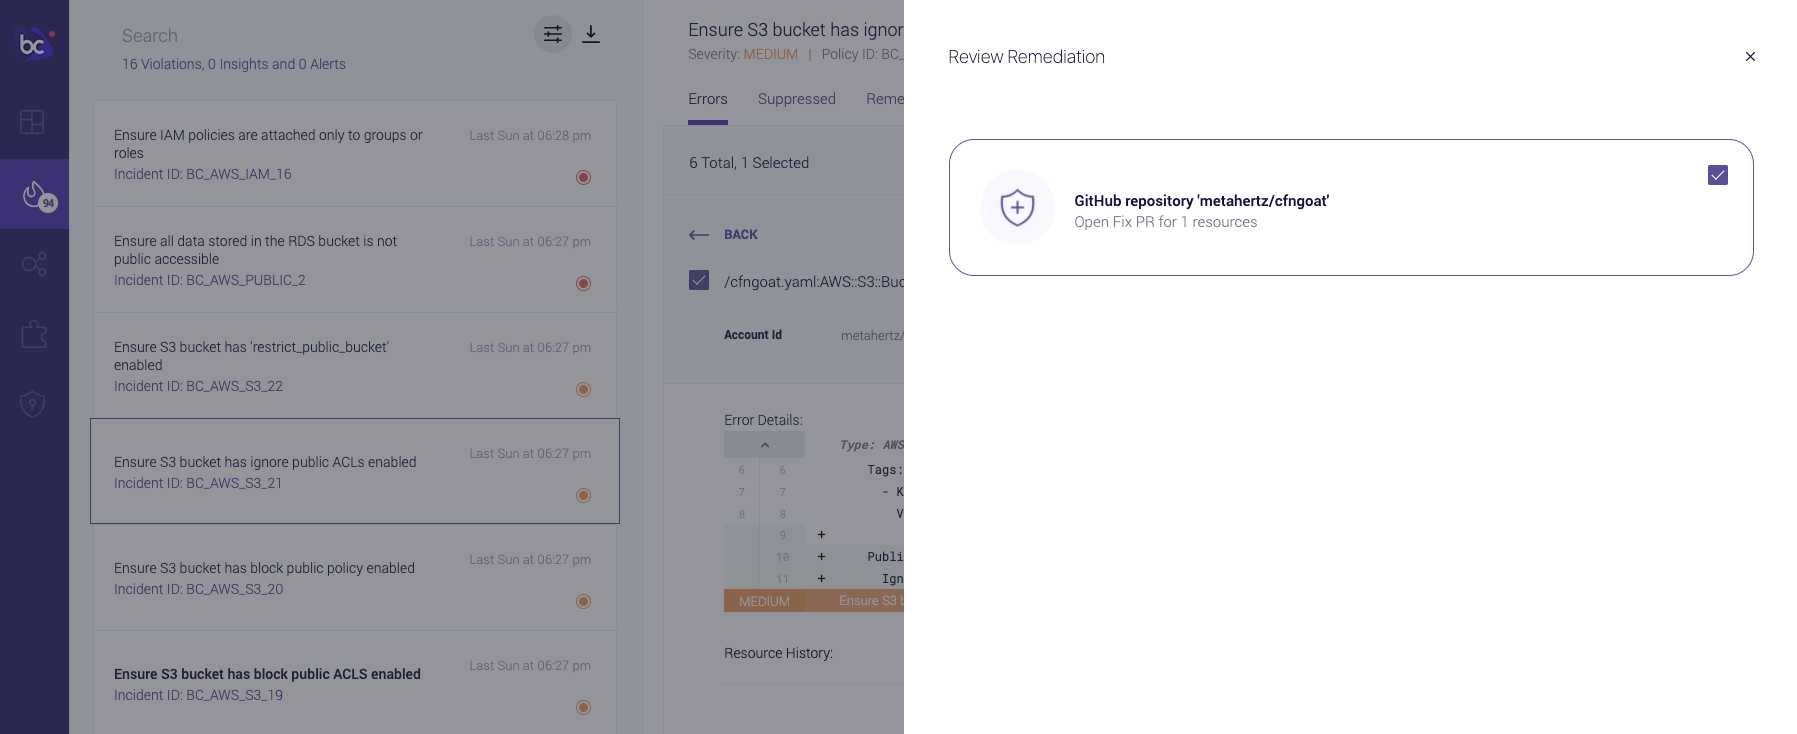 bc
94
Search
16 Violations, 0 Insights and 0 Alerts
Ensure IAM policies are attached only to groups or
roles
Incident ID: BC_AWS_IAM_16
Last Sun at 06:28 pm
Ensure all data stored in the RDS bucket is not
public accessible
Incident ID: BC_AWS_PUBLIC_2
Last Sun at 06:27 pm
Ensure S3 bucket has 'restrict_public_bucket'
enabled
Incident ID: BC_AWS_S3_22
Last Sun at 06:27 pm
Ensure S3 bucket has ignore public ACLs enabled
Incident ID: BC_AWS_S3_21
Last Sun at 06:27 pm
Ensure S3 bucket has block public policy enabled
Incident ID: BC_AWS_S3_20
Last Sun at 06:27 pm
Ensure S3 bucket has block public ACLS enabled
Incident ID: BC_AWS_S3_19
Last Sun at 06:27 pm
Ensure S3 bucket has ignor
Severity: MEDIUM | Policy ID: BC_
Errors Suppressed Reme
6 Total, 1 Selected
BACK
/cfngoat.yaml:AWS::S3::Buc
Account Id metahertz/
Error Details:
Type: AWS
6 6 Tags:
7 7 - K
8 8 V
9 +
10 + Publi
11 + Ign
MEDIUM Ensure S3 b
Resource History:
Review Remediation
GitHub repository 'metahertz/cfngoat'
Open Fix PR for 1 resources